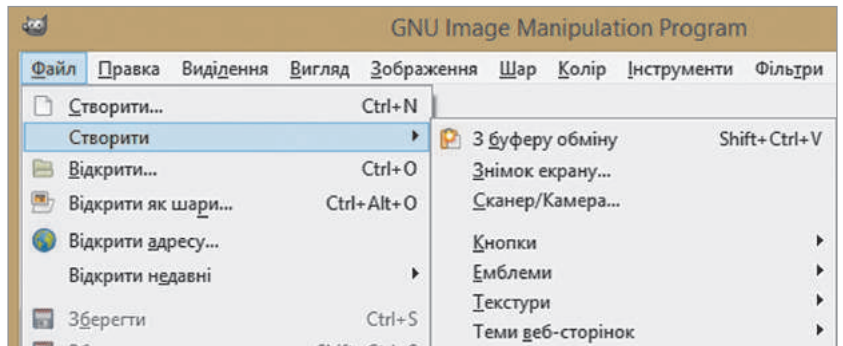 GNU Image Manipulation Program
Файл Правка Виділення Вигляд Зображення Шар Колір Інструменти Фільтри
Створити... Ctrl+N
Створити
Відкрити... Ctrl+O
Відкрити як шари... Ctrl+Alt+O
Відкрити адресу...
Відкрити недавні
Зберегти Ctrl+S
З буферу обміну Shift+Ctrl+V
Знімок екрану...
Сканер/Камера...
Кнопки
Емблеми
Текстури
Теми веб-сторінок